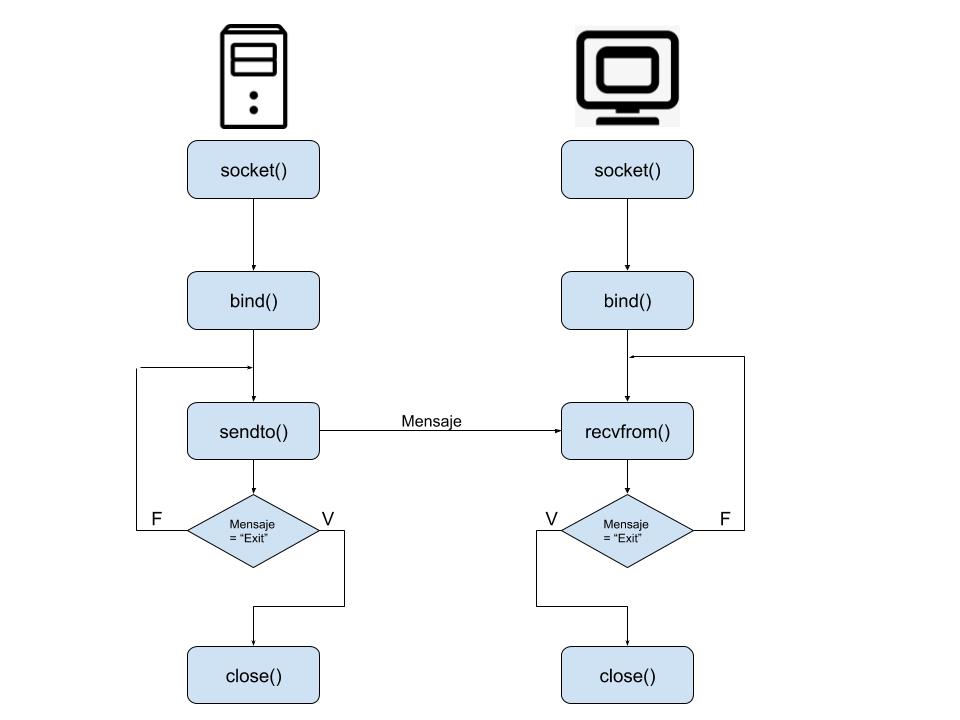 socket()
socket()
bind()
bind()
sendto()
Mensaje
recvfrom()
F
Mensaje
= “Exit”
V
V
Mensaje
= “Exit”
F
close()
close()